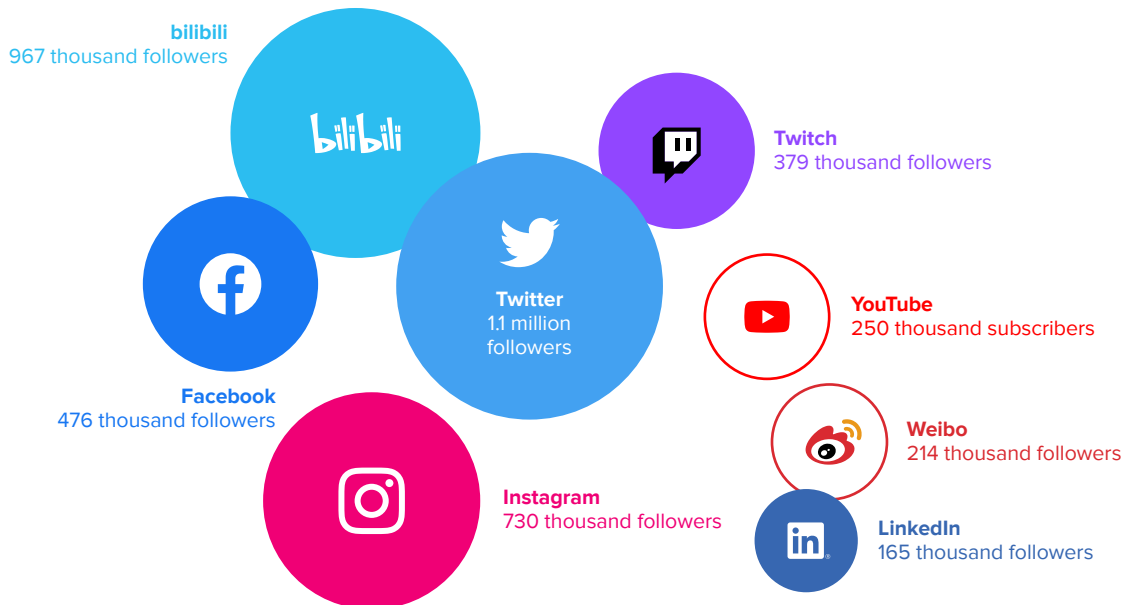 bilibili
967 thousand followers
bilibili
Twitch
379 thousand followers
Twitter
1.1 million
followers
YouTube
250 thousand subscribers
Facebook
476 thousand followers
Weibo
214 thousand followers
Instagram
730 thousand followers
in
LinkedIn
165 thousand followers